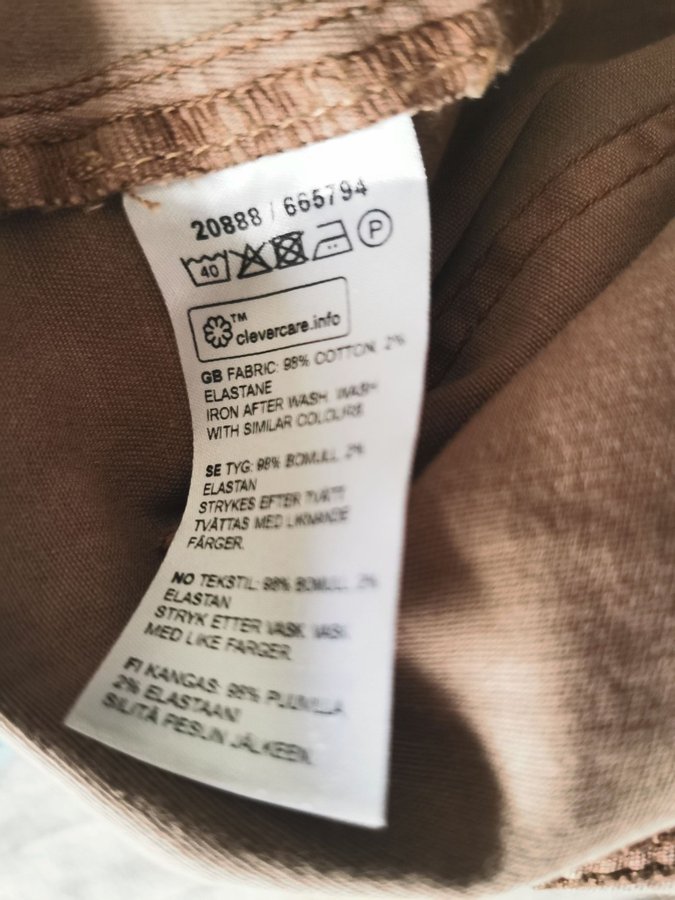 20888 / 665794
40 P
TM
clevercare.info
GB FABRIC: 98% COTTON, 2%
ELASTANE
IRON AFTER WASH. WASH
WITH SIMILAR COLOURS
SE TYG: 98% BOMULL, 2%
ELASTAN
STRYKES EFTER TVÄTT
TVÄTTAS MED LIKNANDE
FÄRGER.
NO TEKSTIL: 98% BOMULL, 2%
ELASTAN
STRYK ETTER VASK. VASK
MED LIKE FARGER
FI KANGAS: 98% PUUVILLA
2% ELASTAANI
SILITÄ PESUN JÄLKEEN.